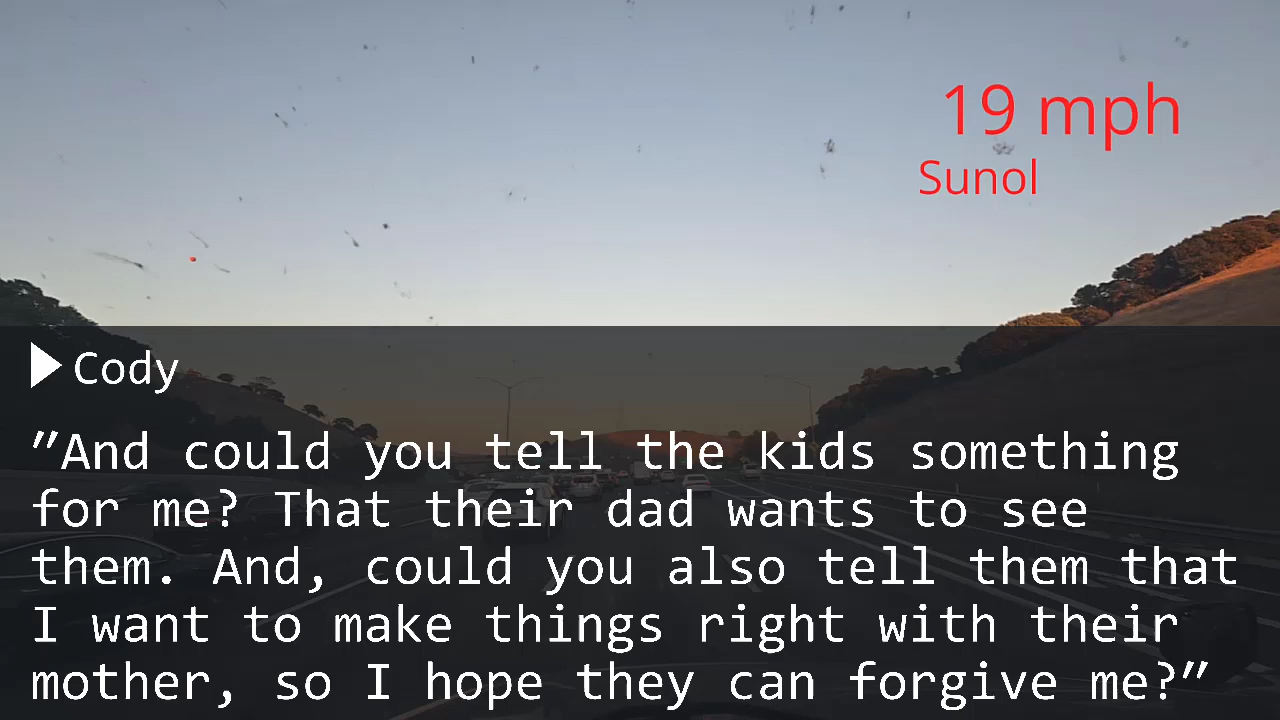 19 mph
Sunol
Cody
"And could you tell the kids something
for me? That their dad wants to see
them. And, could you also tell them that
I want to make things right with their
mother, so I hope they can forgive me?"